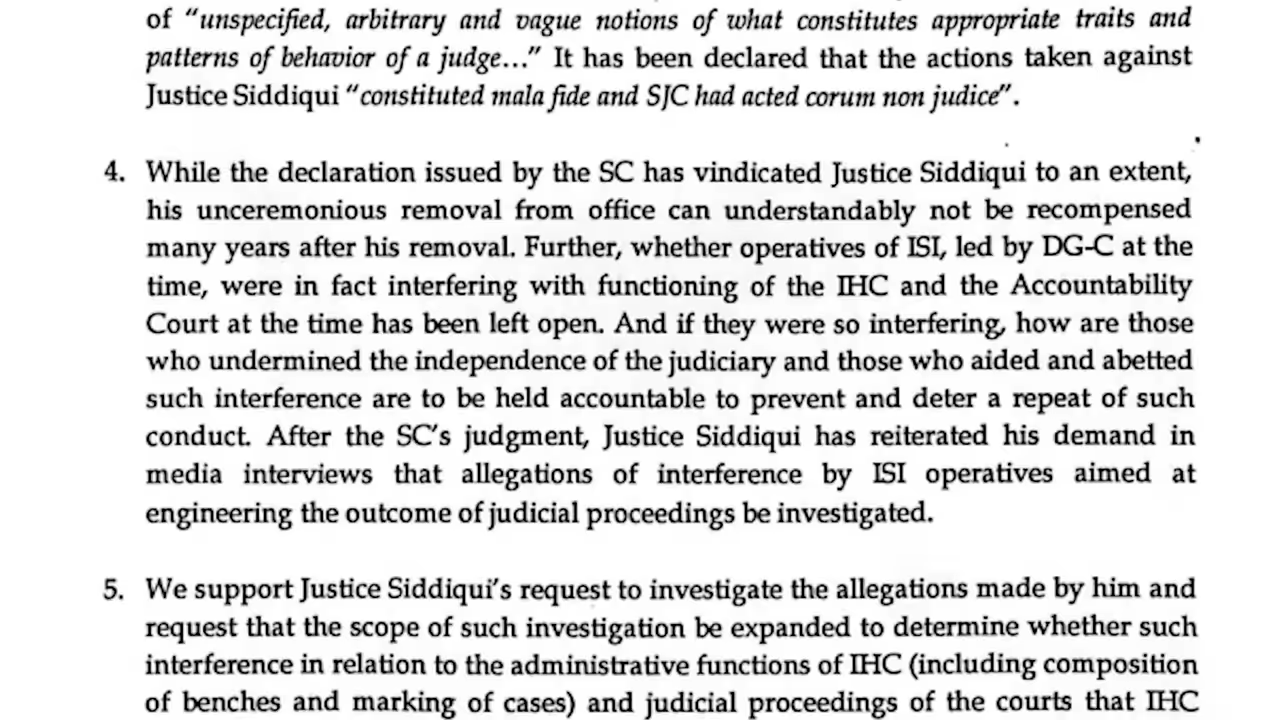 of “unspecified, arbitrary and vague notions of what constitutes appropriate traits and
patterns of behavior of a judge…” It has been declared that the actions taken against
Justice Siddiqui “constituted mala fide and SJC had acted corum non judice”.
4. While the declaration issued by the SC has vindicated Justice Siddiqui to an extent,
his unceremonious removal from office can understandably not be recompensed
many years after his removal. Further, whether operatives of ISI, led by DG-C at the
time, were in fact interfering with functioning of the IHC and the Accountability
Court at the time has been left open. And if they were so interfering, how are those
who undermined the independence of the judiciary and those who aided and abetted
such interference are to be held accountable to prevent and deter a repeat of such
conduct. After the SC’s judgment, Justice Siddiqui has reiterated his demand in
media interviews that allegations of interference by ISI operatives aimed at
engineering the outcome of judicial proceedings be investigated.
5. We support Justice Siddiqui’s request to investigate the allegations made by him and
request that the scope of such investigation be expanded to determine whether such
interference in relation to the administrative functions of IHC (including composition
of benches and marking of cases) and judicial proceedings of the courts that IHC